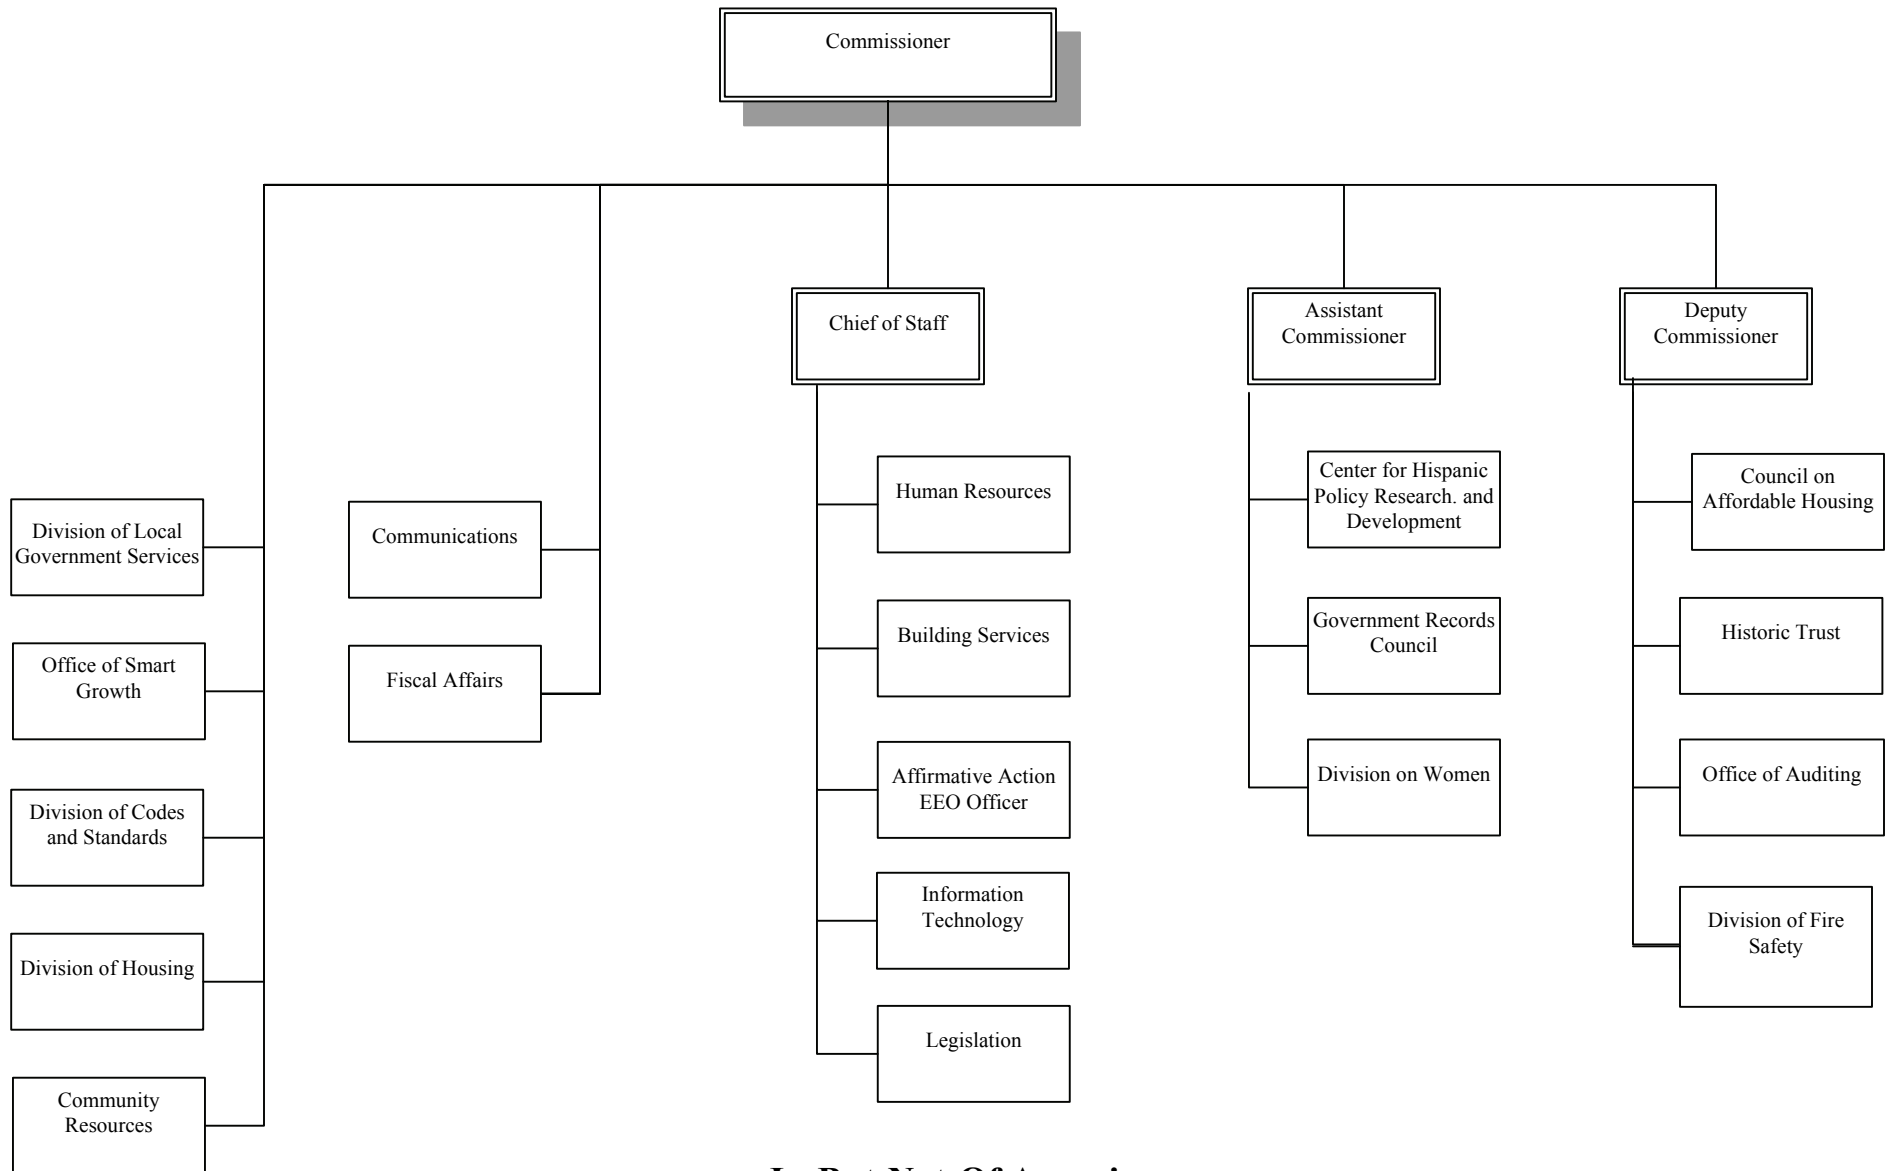 Commissioner
Chief of Staff
Assistant
Commissioner
Deputy
Commissioner
Division of Local
Government Services
Office of Smart
Growth
Division of Codes
and Standards
Division of Housing
Community
Resources
Communications
Fiscal Affairs
Human Resources
Building Services
Affirmative Action
EEO Officer
Information
Technology
Legislation
Center for Hispanic
Policy Research. and
Development
Government Records
Council
Division on Women
Council on
Affordable Housing
Historic Trust
Office of Auditing
Division of Fire
Safety
But Not Of